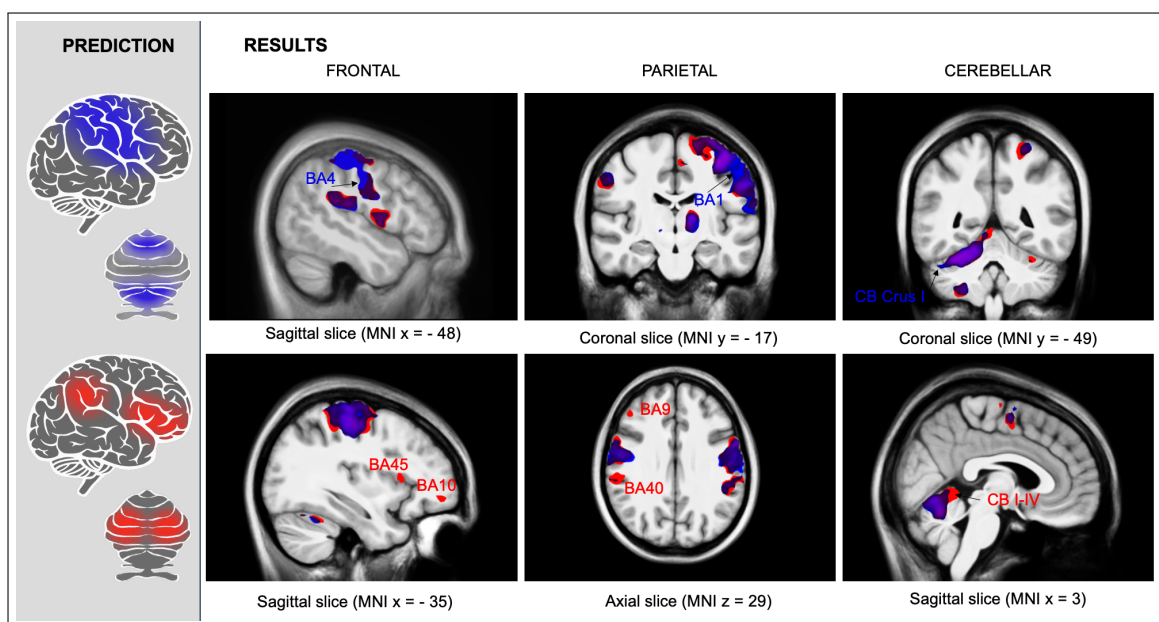 PREDICTION
RESULTS
FRONTAL
PARIETAL
CEREBELLAR
BA4
BA1
CB Crus I
Sagittal slice (MNI x = - 48)
Coronal slice (MNI y = - 17)
Coronal slice (MNI y = - 49)
BA45
BA10
BA9
BA40
CB I-IV
Sagittal slice (MNI x = - 35)
Axial slice (MNI z = 29)
Sagittal slice (MNI x = 3)